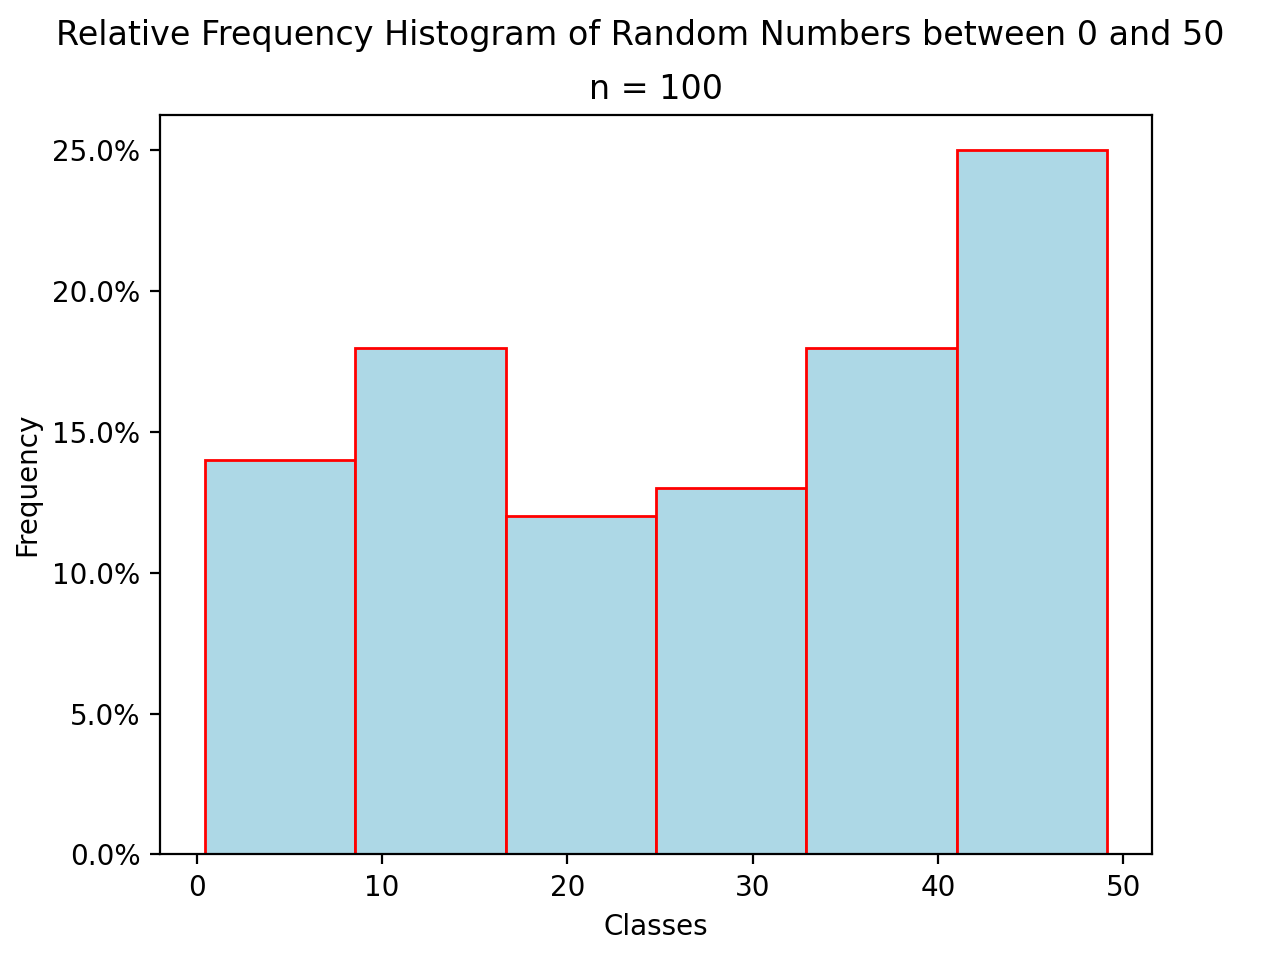 Relative Frequency Histogram of Random Numbers between 0 and 50
n = 100
25.0%
20.0%
15.0%
10.0%
5.0%
0.0%
Frequency
0 10 20 30 40 50
Classes